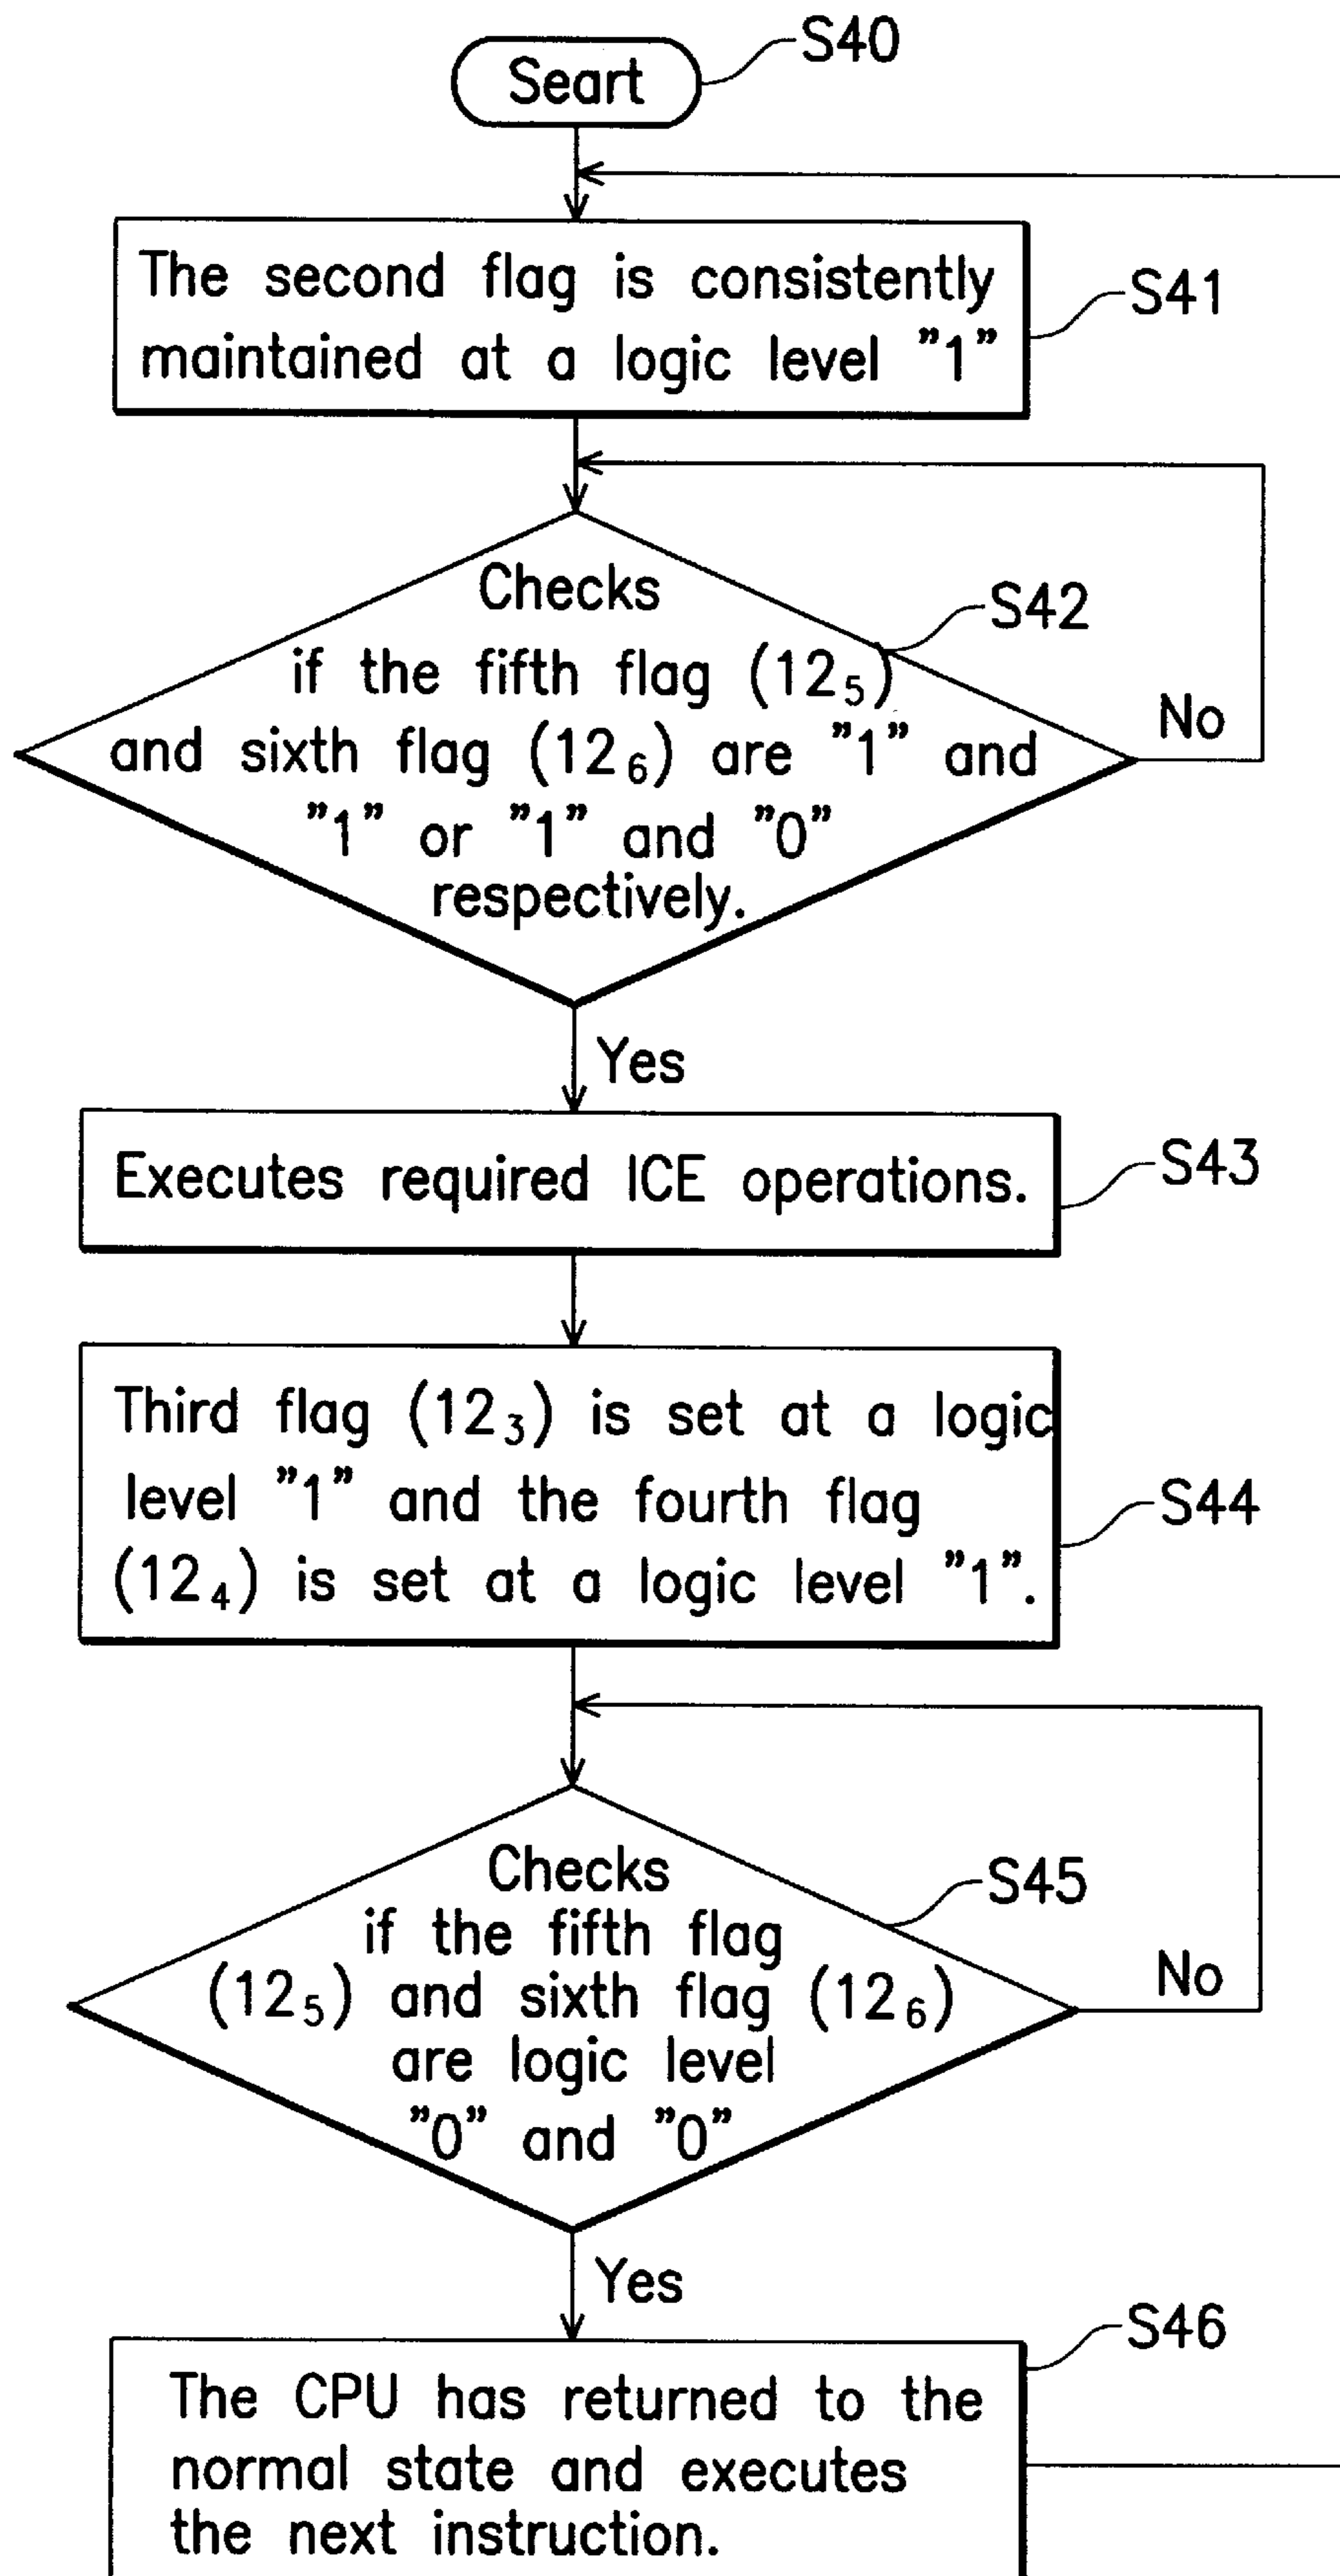 Seart
S40
The second flag is consistently
maintained at a logic level "1"
S41
Checks
if the fifth flag (12₅)
and sixth flag (12₆) are "1" and
"1" or "1" and "0"
respectively.
S42
No
Yes
Executes required ICE operations.
S43
Third flag (12₃) is set at a logic
level "1" and the fourth flag
(12₄) is set at a logic level "1".
S44
Checks
if the fifth flag
(12₅) and sixth flag (12₆)
are logic level
"0" and "0"
S45
No
Yes
The CPU has returned to the
normal state and executes
the next instruction.
S46